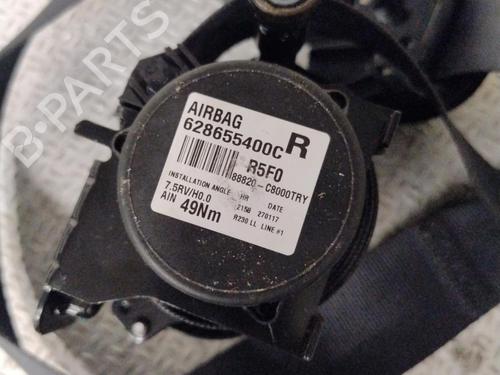 B-PARTS
AIRBAG
628655400C R
R5F0
88820-C8000TRY
INSTALLATION ANGLE HR DATE
7.5RV/H0.0 2158 270117
AIN 49Nm R230 LL LINE #1